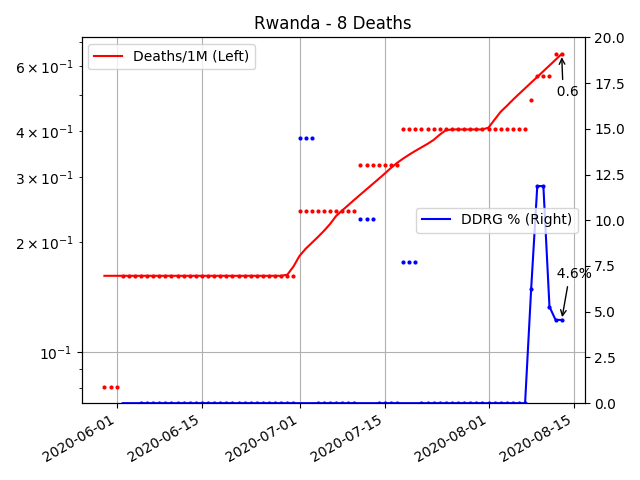 Rwanda - 8 Deaths
Deaths/1M (Left)
DDRG % (Right)
0.6
4.6%
6 × 10⁻¹
4 × 10⁻¹
3 × 10⁻¹
2 × 10⁻¹
10⁻¹
20.0
17.5
15.0
12.5
10.0
7.5
5.0
2.5
0.0
2020-06-01
2020-06-15
2020-07-01
2020-07-15
2020-08-01
2020-08-15